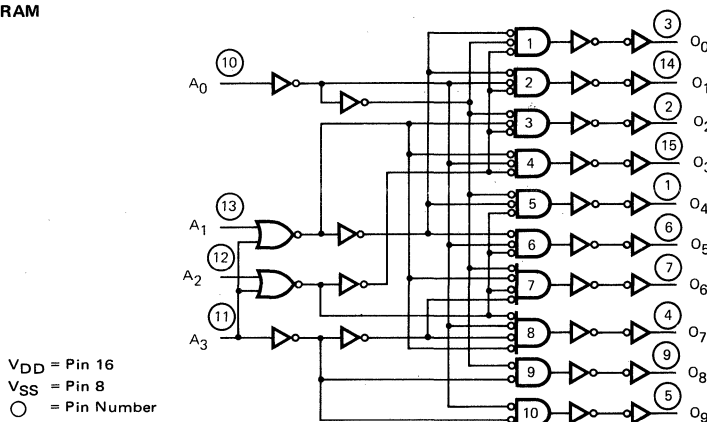 RAM
3
1
O0
10
14
A0
2
O1
2
3
O2
15
4
O3
13
1
A1
5
O4
12
6
A2
6
O5
11
7
7
O6
A3
4
8
O7
VDD = Pin 16
9
VSS = Pin 8
9
O8
= Pin Number
5
10
O9